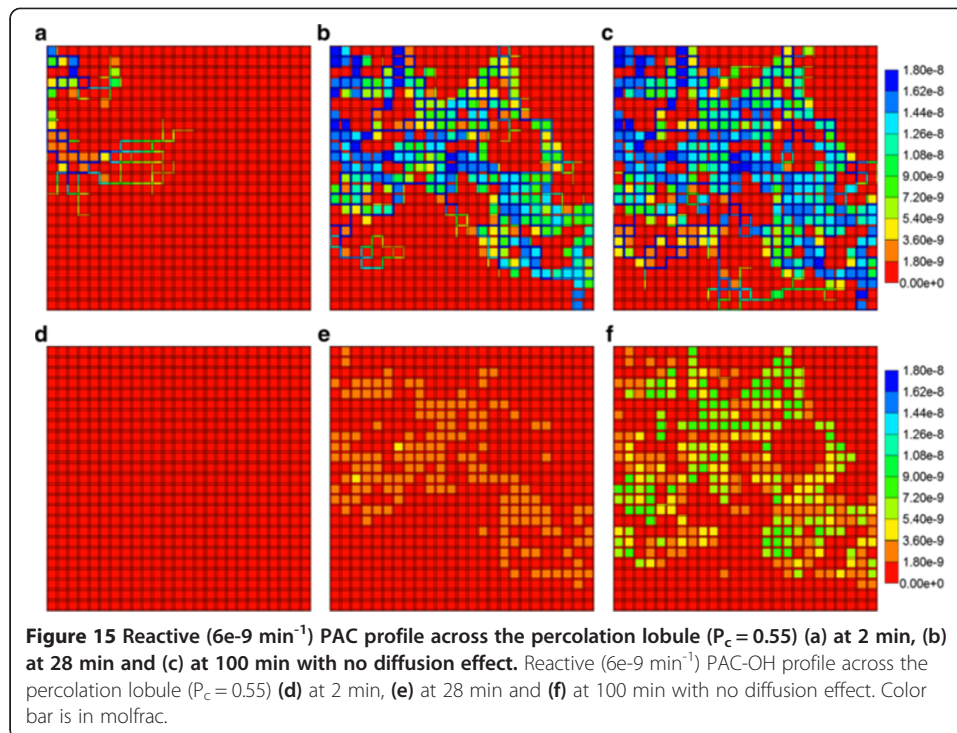 a b c
1.80e-8
1.62e-8
1.44e-8
1.26e-8
1.08e-8
9.00e-9
7.20e-9
5.40e-9
3.60e-9
1.80e-9
0.00e+0
d e f
1.80e-8
1.62e-8
1.44e-8
1.26e-8
1.08e-8
9.00e-9
7.20e-9
5.40e-9
3.60e-9
1.80e-9
0.00e+0
Figure 15 Reactive (6e-9 min⁻¹) PAC profile across the percolation lobule (P_c = 0.55) (a) at 2 min, (b)
at 28 min and (c) at 100 min with no diffusion effect. Reactive (6e-9 min⁻¹) PAC-OH profile across the
percolation lobule (P_c = 0.55) (d) at 2 min, (e) at 28 min and (f) at 100 min with no diffusion effect. Color
bar is in molfrac.